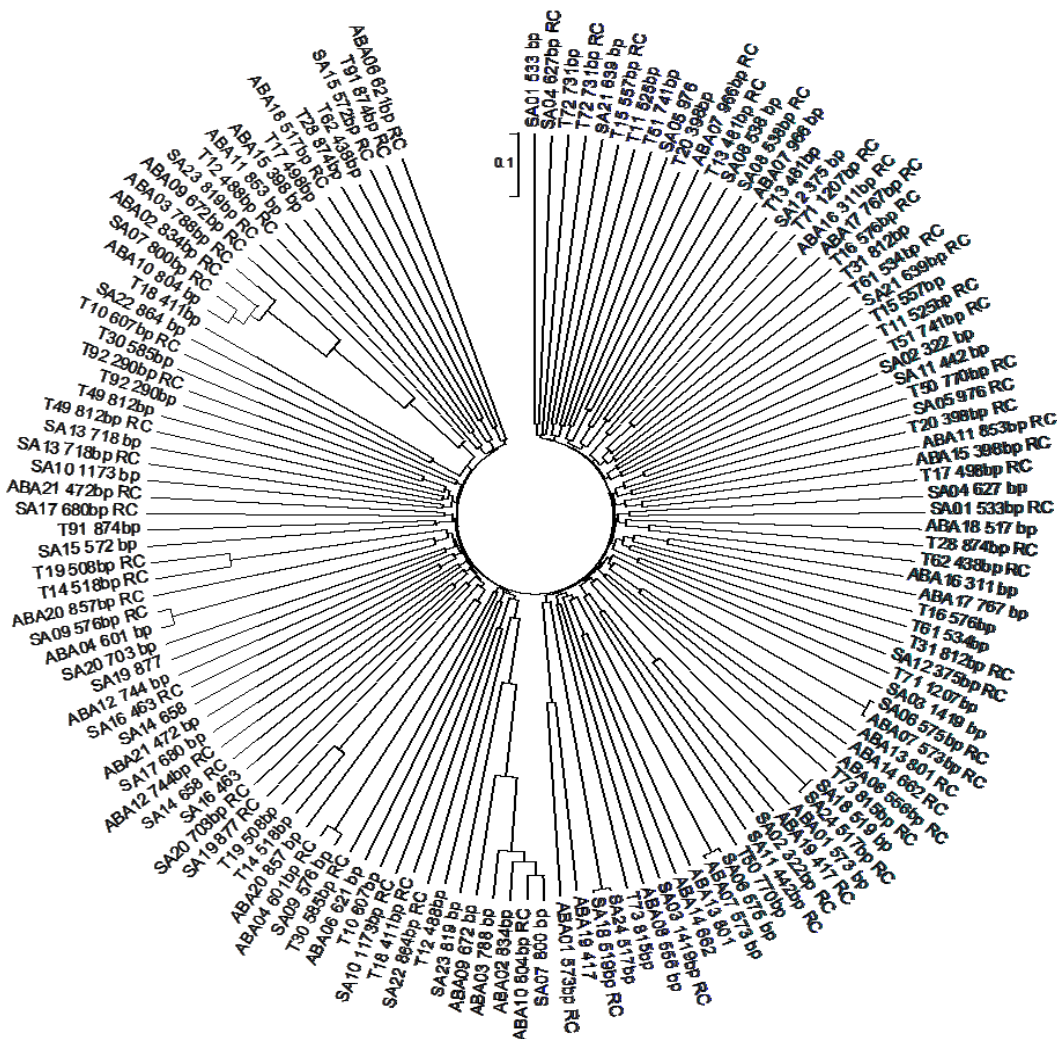 SA01 533 bp
SA04 627bp RC
T72 731bp
T72 731bp RC
SA21 639 bp
T15 557bp RC
T11 525bp
T51 741bp
SA05 976
T20 398bp
ABA07 966bp RC
T13 481bp RC
SA08 538 bp
SA08 538bp RC
ABA07 966 bp
T13 481bp
SA12 375 bp
T71 1207bp RC
ABA16 311bp RC
ABA17 767bp RC
T16 576bp RC
T31 812bp
T61 534bp RC
SA21 639bp RC
T15 557bp
T11 525bp RC
T51 741bp RC
SA02 322 bp
SA11 442 bp
T50 770bp RC
SA05 976 RC
T20 398bp RC
ABA11 853bp RC
ABA15 398bp RC
T17 498bp RC
SA04 627 bp
SA01 533bp RC
ABA18 517 bp
T28 874bp RC
T62 438bp RC
ABA16 311 bp
ABA17 767 bp
T16 576bp
T61 534bp
T31 812bp RC
SA12 375bp RC
T71 1207bp
SA03 1419 bp
SA06 575bp RC
ABA07 573bp RC
ABA13 801 RC
ABA14 662 RC
ABA08 556bp RC
T73 815bp RC
SA18 519 bp
SA24 517bp RC
ABA01 573 bp
ABA19 417 RC
SA02 322bp RC
SA11 442bp RC
T50 770bp
SA06 575 bp
ABA07 573 bp
ABA13 801
ABA14 662
SA03 1419bp RC
ABA08 556 bp
T73 815bp
SA24 517bp
SA18 519bp RC
ABA19 417
ABA01 573bp RC
SA07 800 bp
ABA10 804bp RC
ABA02 834bp
ABA03 788 bp
ABA09 672 bp
SA23 819 bp
T12 488bp
SA22 864bp RC
T18 411bp RC
SA10 1173bp RC
T10 607bp
ABA06 621 bp
T30 585bp RC
SA09 576 bp
ABA04 601bp RC
ABA20 857 bp
T14 518bp
T19 508bp
SA19 877 RC
SA20 703bp RC
SA16 463
SA14 658 RC
ABA12 744bp RC
SA17 680 bp
ABA21 472 bp
SA14 658
SA16 463 RC
ABA12 744 bp
SA19 877
SA20 703 bp
ABA04 601 bp
SA09 576bp RC
ABA20 857bp RC
T14 518bp RC
T19 508bp RC
SA15 572 bp
T91 874bp
SA17 680bp RC
ABA21 472bp RC
SA10 1173 bp
SA13 718bp RC
SA13 718 bp
T49 812bp RC
T49 812bp
T92 290bp
T92 290bp RC
T30 585bp
T10 607bp RC
SA22 864 bp
T18 411bp
ABA10 804 bp
SA07 800bp RC
ABA02 834bp RC
ABA03 788bp RC
ABA09 672bp RC
SA23 819bp RC
T12 488bp RC
ABA11 853 bp
ABA15 398 bp
T17 498bp
ABA18 517bp RC
T28 874bp
T62 438bp
SA15 572bp RC
T91 874bp RC
ABA06 621bp RC
0.1